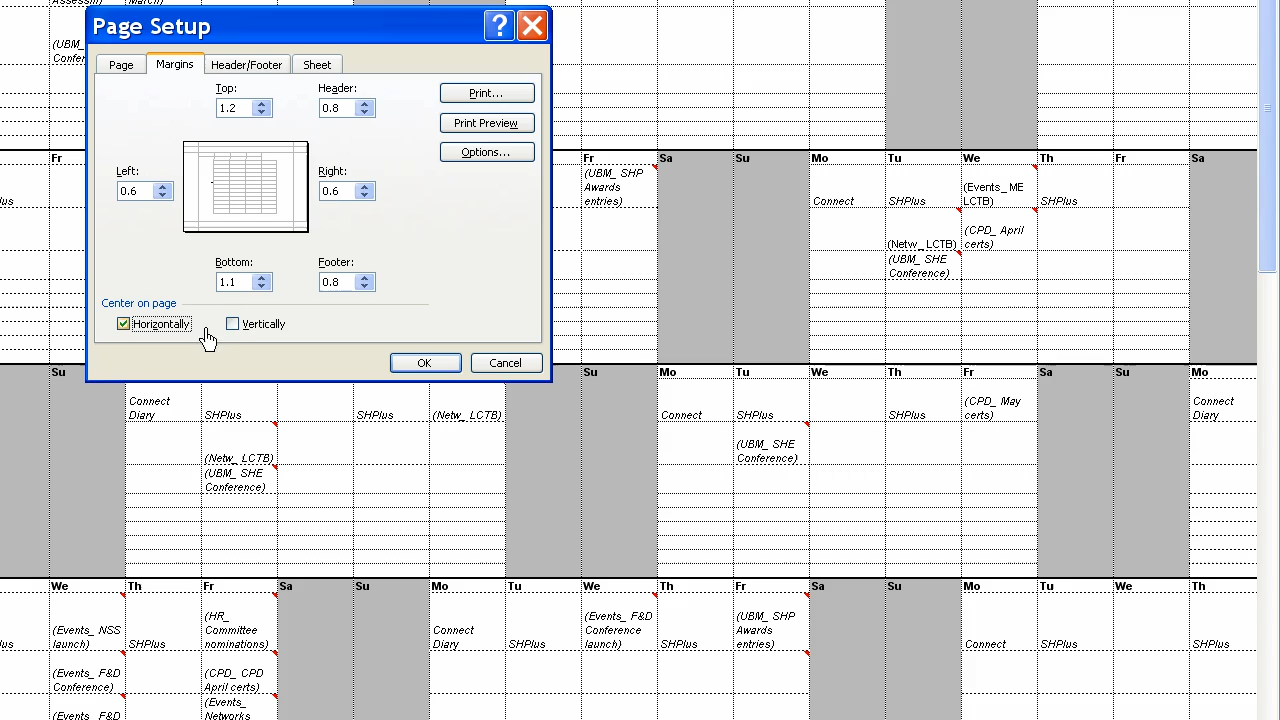 Assessm) March)
(UBM_
Confer
Page Setup
?
Page Margins Header/Footer Sheet
Top: Header:
1.2 0.8
Print...
Print Preview
Options...
Left: Right:
0.6 0.6
Bottom: Footer:
1.1 0.8
Center on page
Horizontally Vertically
OK Cancel
Fr Fr Sa Su Mo Tu We Th Fr Sa
(UBM_ SHP
Awards
entries)
lus Connect SHPlus (Events_ ME
LCTB) SHPlus
(Netw_ LCTB) (CPD_ April
certs)
(UBM_ SHE
Conference)
Su Su Mo Tu We Th Fr Sa Su Mo
Connect
Diary SHPlus SHPlus (Netw_ LCTB) Connect SHPlus SHPlus (CPD_ May
certs) Connect
Diary
(Netw_ LCTB)
(UBM_ SHE
Conference)
(UBM_ SHE
Conference)
We Th Fr Sa Su Mo Tu We Th Fr Sa Su Mo Tu We Th
lus (Events_ NSS
launch) SHPlus (HR_
Committee
nominations) Connect
Diary SHPlus (Events_ F&D
Conference
launch) SHPlus (UBM_ SHP
Awards
entries) Connect SHPlus SHPlus
(Events_ F&D
Conference) (CPD_ CPD
April certs)
(Events_ F&D (Events_
Networks